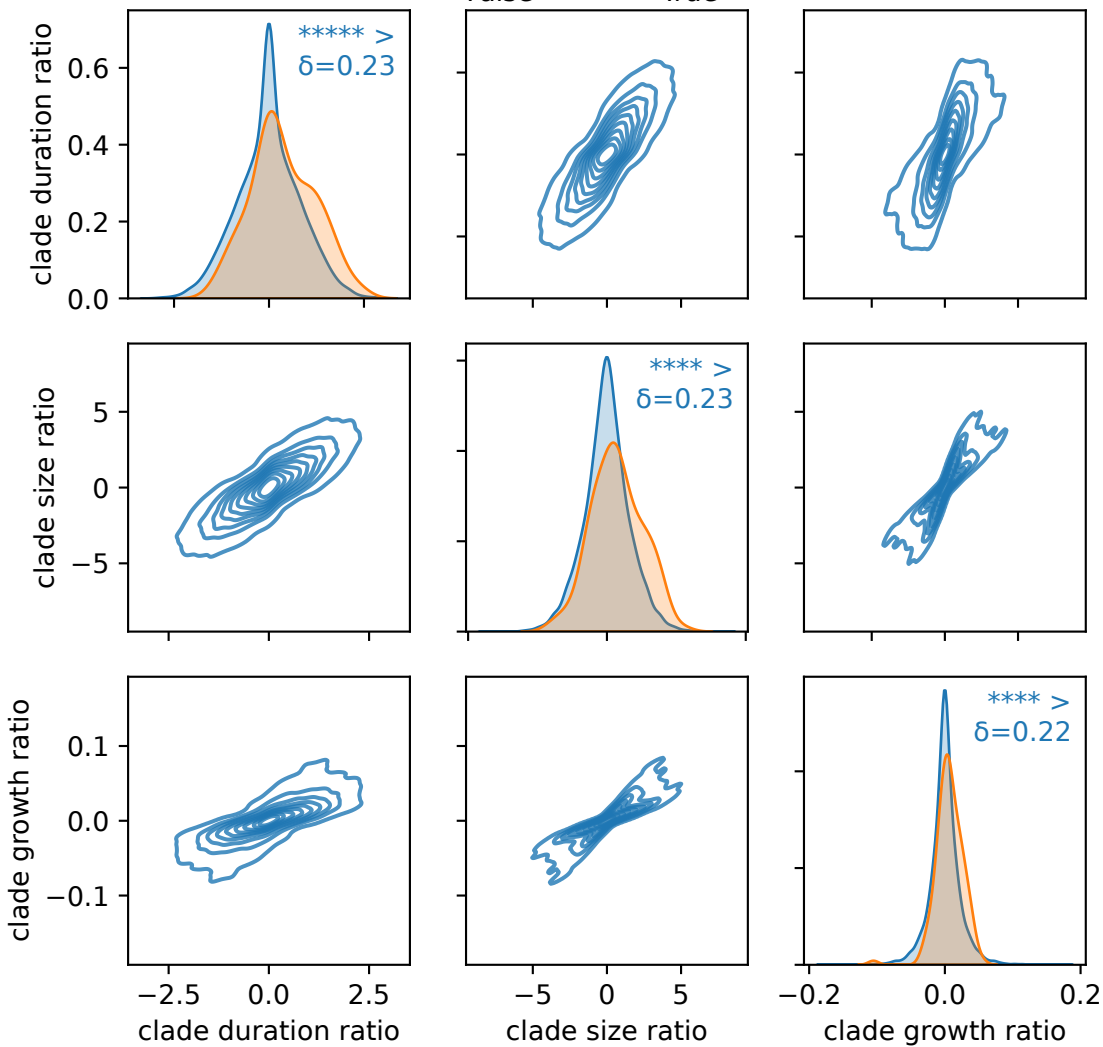 ***** >
δ=0.23
clade duration ratio
0.6
0.4
0.2
0.0
**** >
δ=0.23
clade size ratio
5
0
−5
**** >
δ=0.22
clade growth ratio
0.1
0.0
−0.1
−2.5 0.0 2.5
−5 0 5
−0.2 0.0 0.2
clade duration ratio
clade size ratio
clade growth ratio